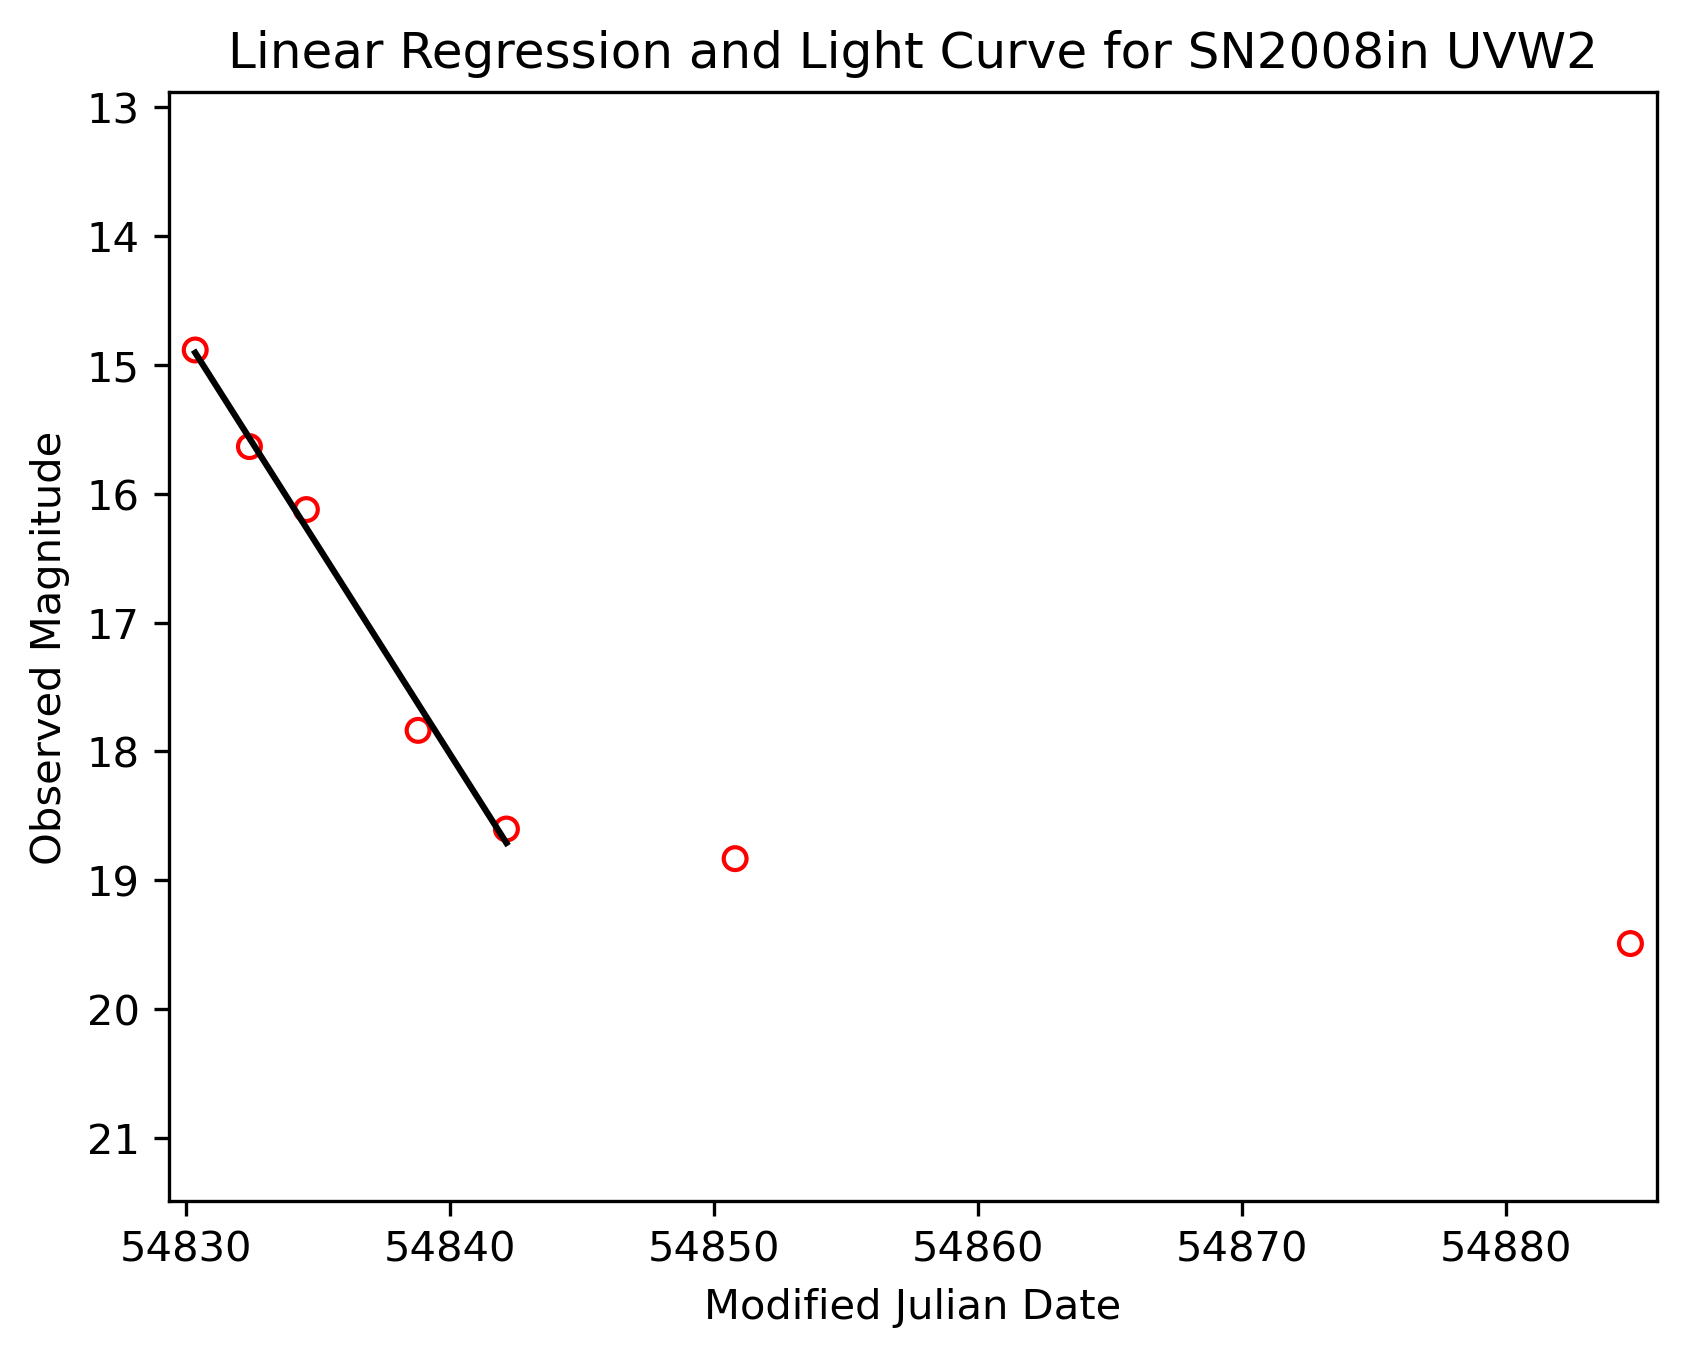 Linear Regression and Light Curve for SN2008in UVW2
13
14
15
16
17
18
19
20
21
Observed Magnitude
54830 54840 54850 54860 54870 54880
Modified Julian Date